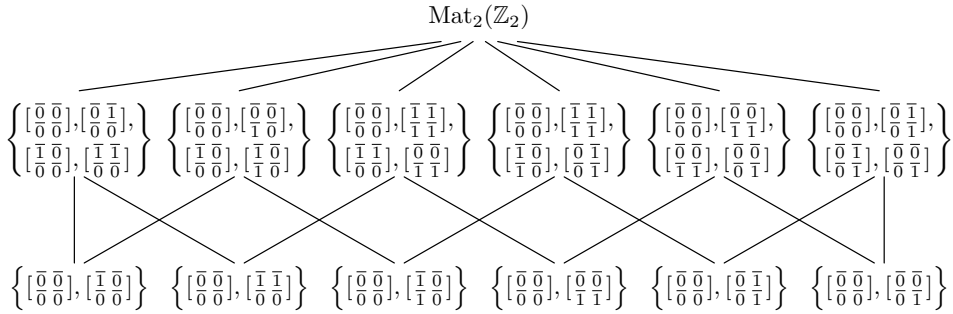 Mat₂(ℤ₂)
{[0̅ 0̅; 0̅ 0̅],[0̅ 1̅; 0̅ 0̅], [1̅ 0̅; 0̅ 0̅],[1̅ 1̅; 0̅ 0̅]}
{[0̅ 0̅; 0̅ 0̅],[0̅ 0̅; 1̅ 0̅], [1̅ 0̅; 0̅ 0̅],[1̅ 0̅; 1̅ 0̅]}
{[0̅ 0̅; 0̅ 0̅],[1̅ 1̅; 1̅ 1̅], [1̅ 1̅; 0̅ 0̅],[0̅ 0̅; 1̅ 1̅]}
{[0̅ 0̅; 0̅ 0̅],[1̅ 1̅; 1̅ 1̅], [1̅ 0̅; 1̅ 0̅],[0̅ 1̅; 0̅ 1̅]}
{[0̅ 0̅; 0̅ 0̅],[0̅ 0̅; 1̅ 1̅], [0̅ 0̅; 1̅ 1̅],[0̅ 0̅; 0̅ 1̅]}
{[0̅ 0̅; 0̅ 0̅],[0̅ 1̅; 0̅ 1̅], [0̅ 1̅; 0̅ 1̅],[0̅ 0̅; 0̅ 1̅]}
{[0̅ 0̅; 0̅ 0̅],[1̅ 0̅; 0̅ 0̅]}
{[0̅ 0̅; 0̅ 0̅],[1̅ 1̅; 0̅ 0̅]}
{[0̅ 0̅; 0̅ 0̅],[1̅ 0̅; 1̅ 0̅]}
{[0̅ 0̅; 0̅ 0̅],[0̅ 0̅; 1̅ 1̅]}
{[0̅ 0̅; 0̅ 0̅],[0̅ 1̅; 0̅ 1̅]}
{[0̅ 0̅; 0̅ 0̅],[0̅ 0̅; 0̅ 1̅]}